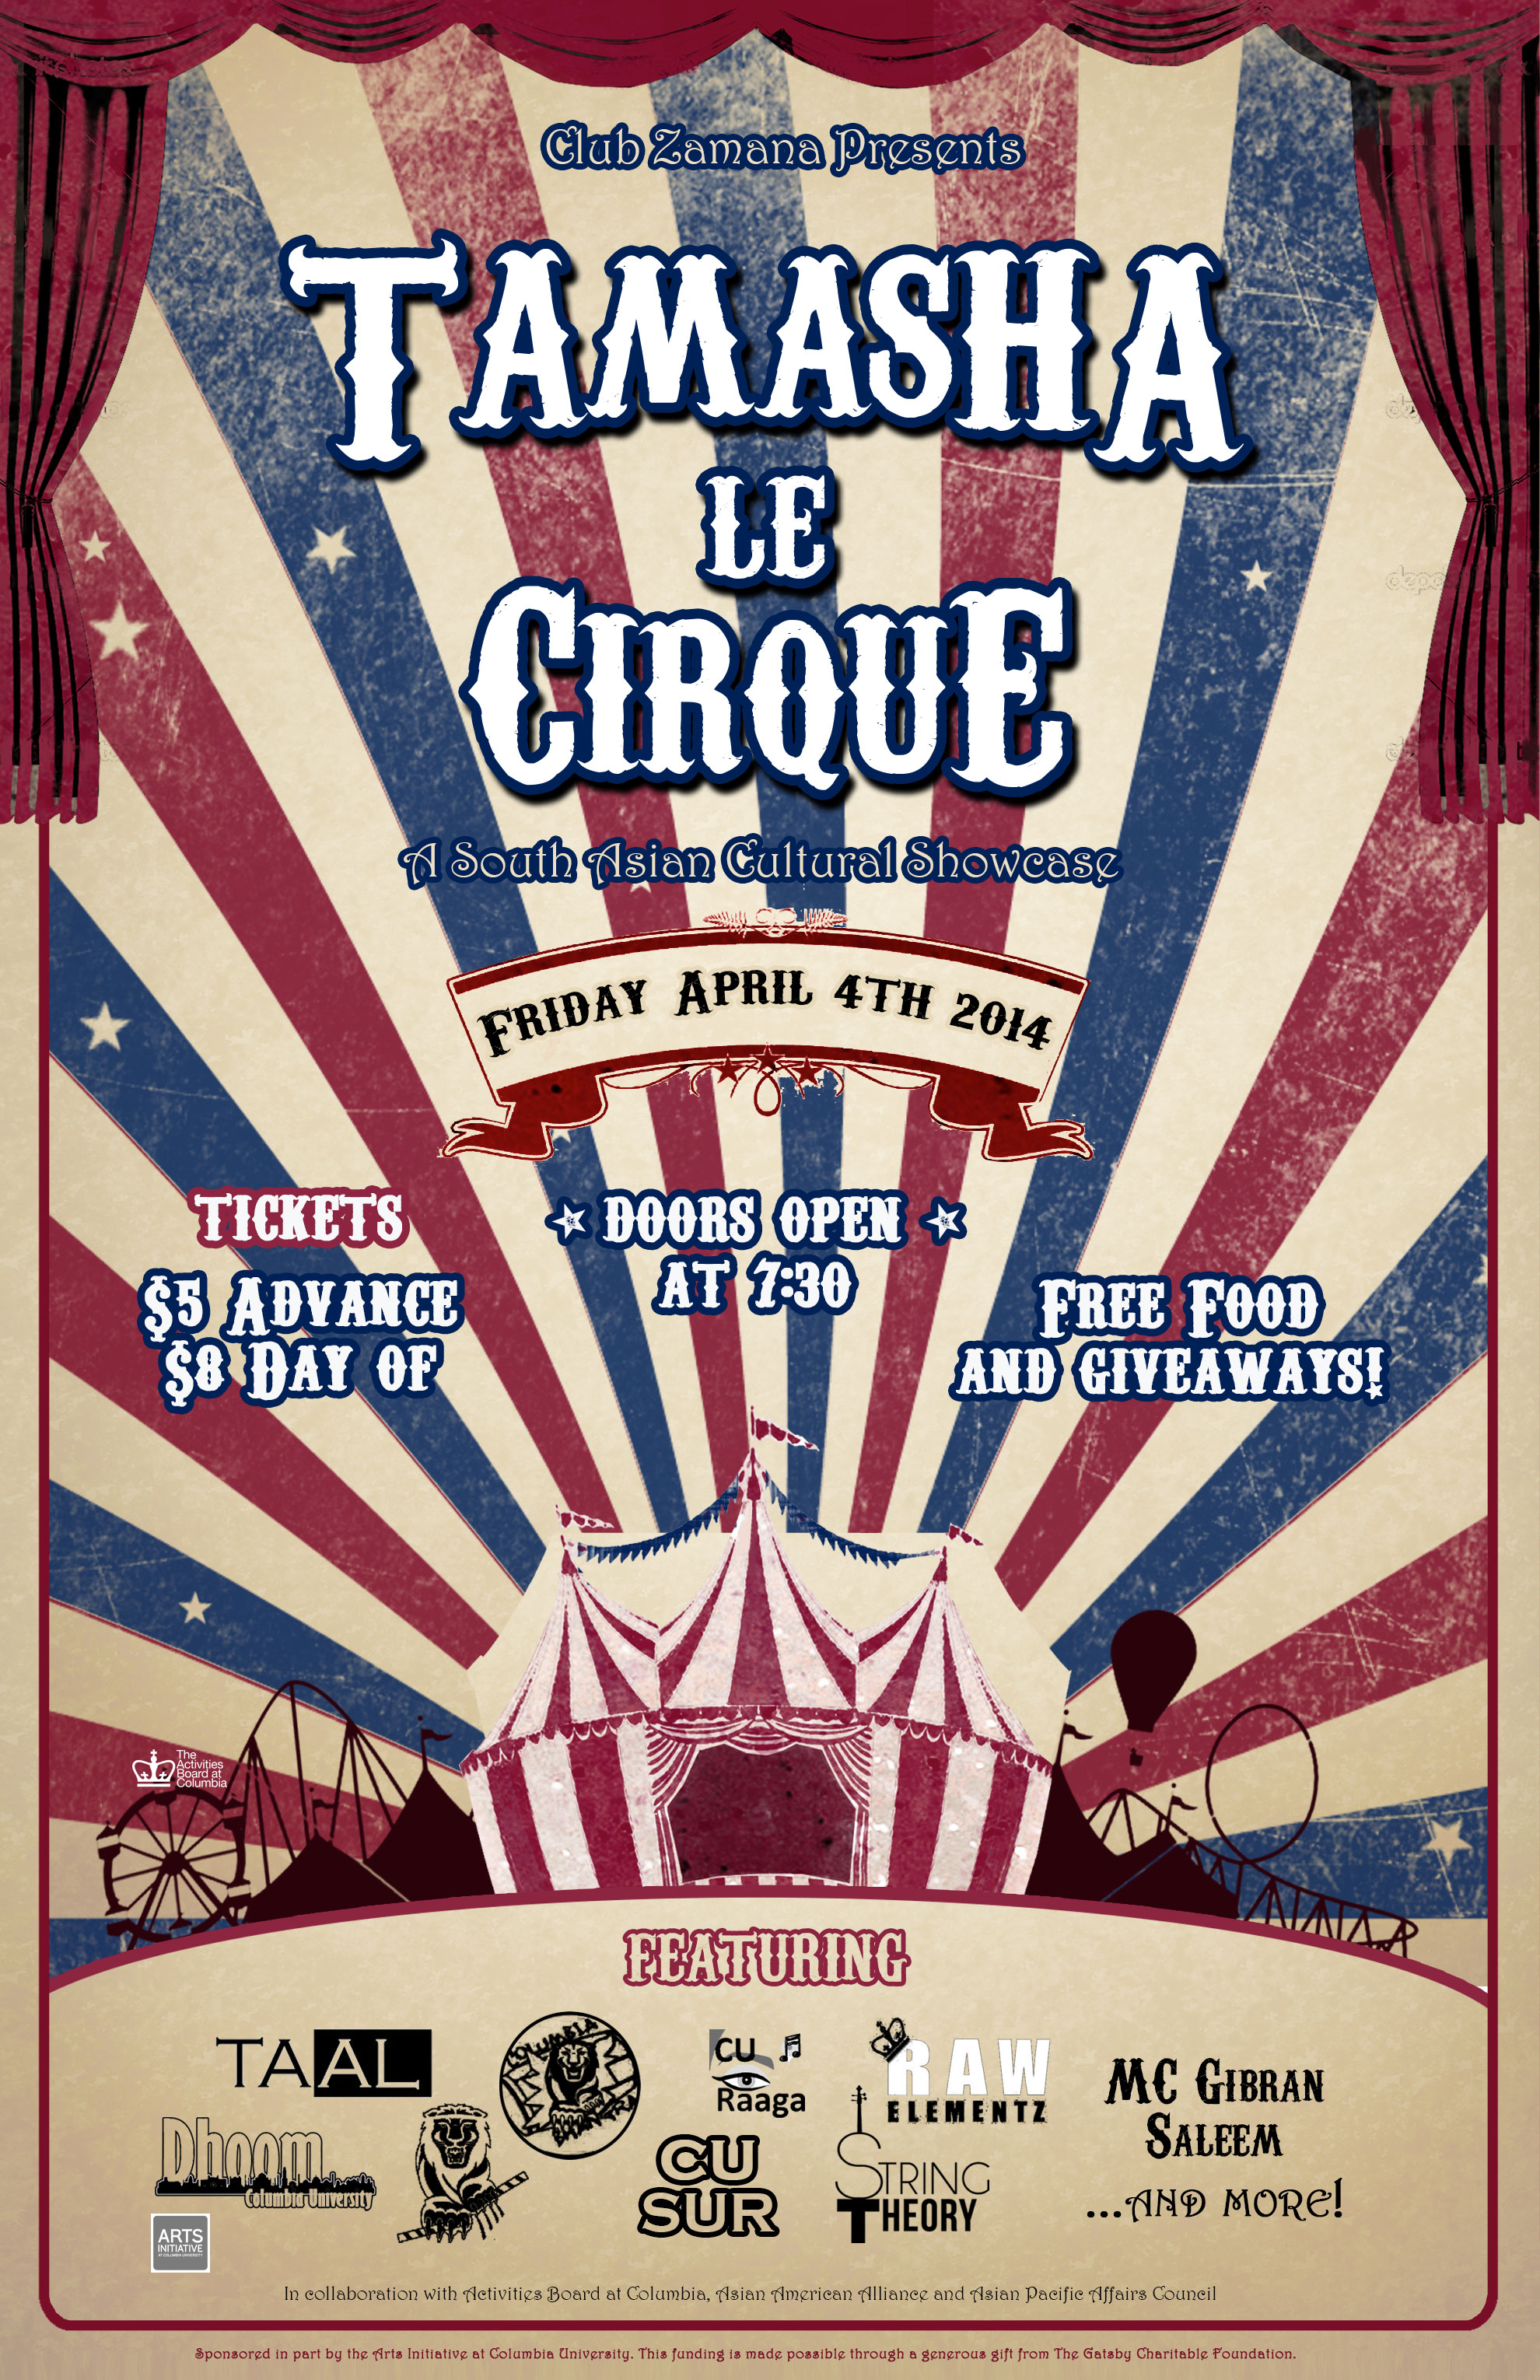 Club Zamana Presents
TAMASHA
LE
CIRQUE
A South Asian Cultural Showcase
FRIDAY APRIL 4TH 2014
TICKETS
$5 ADVANCE
$8 DAY OF
DOORS OPEN
AT 7:30
FREE FOOD
AND GIVEAWAYS!
The
Activities
Board at
Columbia
FEATURING
TAAL
COLUMBIA
CU
Raaga
RAW
ELEMENTZ
MC GIBRAN
SALEEM
Dhoom
Columbia University
CU
SUR
STRING
THEORY
...AND MORE!
ARTS
INITIATIVE
AT COLUMBIA UNIVERSITY
In collaboration with Activities Board at Columbia, Asian American Alliance and Asian Pacific Affairs Council
Sponsored in part by the Arts Initiative at Columbia University. This funding is made possible through a generous gift from The Gatsby Charitable Foundation.